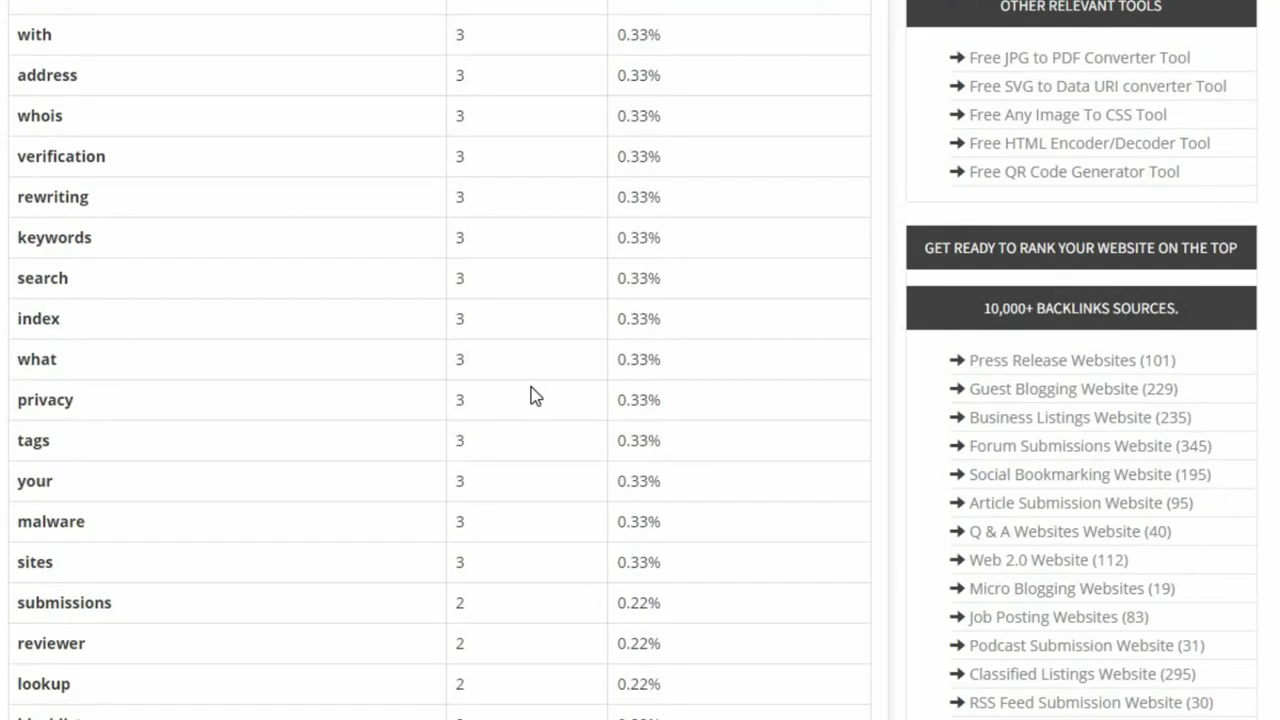 with 3 0.33%
address 3 0.33%
whois 3 0.33%
verification 3 0.33%
rewriting 3 0.33%
keywords 3 0.33%
search 3 0.33%
index 3 0.33%
what 3 0.33%
privacy 3 0.33%
tags 3 0.33%
your 3 0.33%
malware 3 0.33%
sites 3 0.33%
submissions 2 0.22%
reviewer 2 0.22%
lookup 2 0.22%
OTHER RELEVANT TOOLS
Free JPG to PDF Converter Tool
Free SVG to Data URI converter Tool
Free Any Image To CSS Tool
Free HTML Encoder/Decoder Tool
Free QR Code Generator Tool
GET READY TO RANK YOUR WEBSITE ON THE TOP
10,000+ BACKLINKS SOURCES.
Press Release Websites (101)
Guest Blogging Website (229)
Business Listings Website (235)
Forum Submissions Website (345)
Social Bookmarking Website (195)
Article Submission Website (95)
Q & A Websites Website (40)
Web 2.0 Website (112)
Micro Blogging Websites (19)
Job Posting Websites (83)
Podcast Submission Website (31)
Classified Listings Website (295)
RSS Feed Submission Website (30)